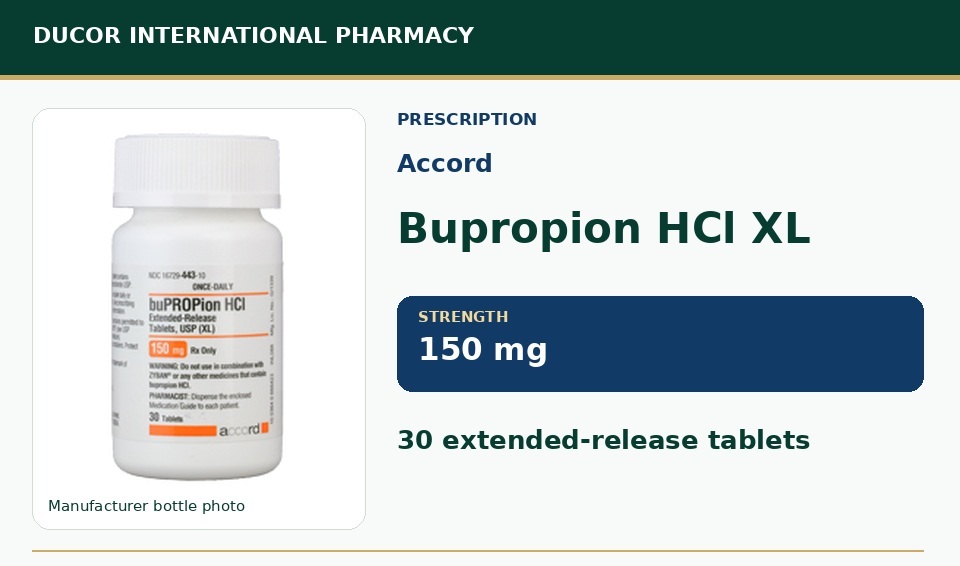 DUCOR INTERNATIONAL PHARMACY
NDC 16729-443-10
ONCE-DAILY
buPROPion HCl
Extended-Release
Tablets, USP (XL)
150 mg Rx Only
WARNING: Do not use in combination with
ZYBAN® or any other medicines that contain
bupropion HCl.
PHARMACIST: Dispense the enclosed
Medication Guide to each patient.
30 Tablets
accord
Manufacturer bottle photo
PRESCRIPTION
Accord
Bupropion HCl XL
STRENGTH
150 mg
30 extended-release tablets